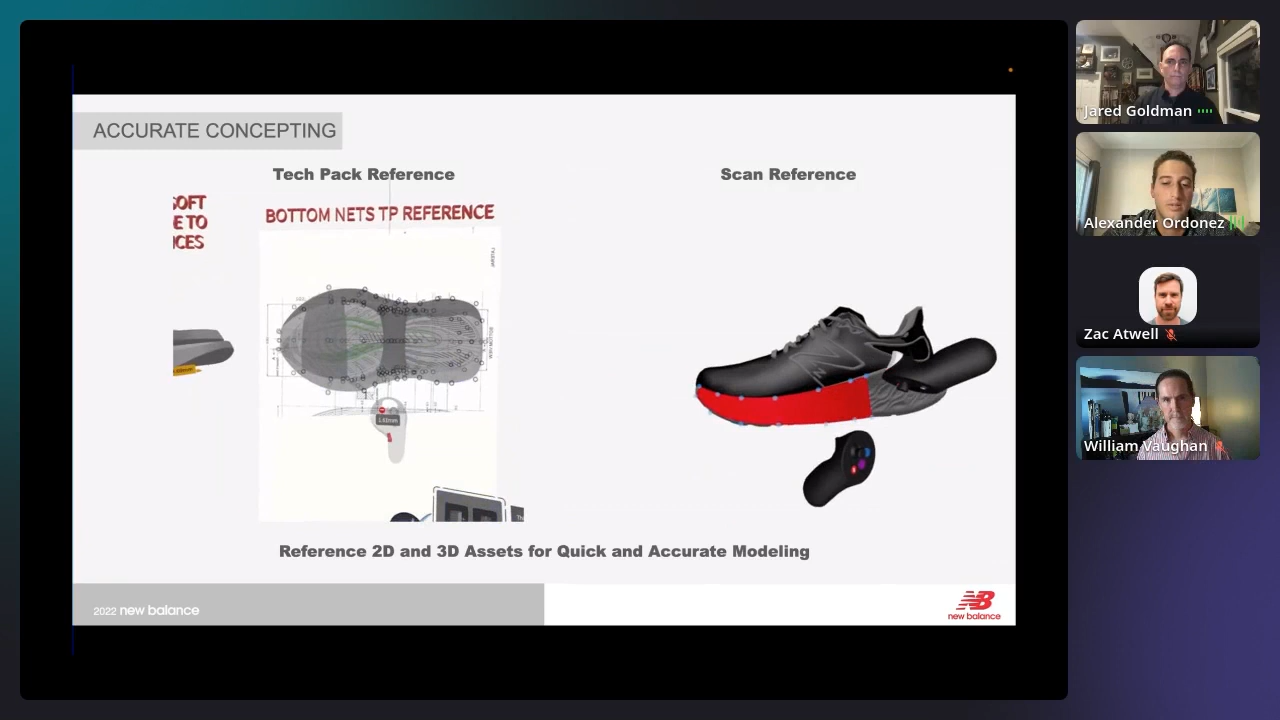 ACCURATE CONCEPTING
Tech Pack Reference
Scan Reference
SOFT
E TO
BOTTOM NETS TP REFERENCE
Reference 2D and 3D Assets for Quick and Accurate Modeling
2022 new balance
NB
new balance
Jared Goldman
Alexander Ordonez
Zac Atwell
William Vaughan